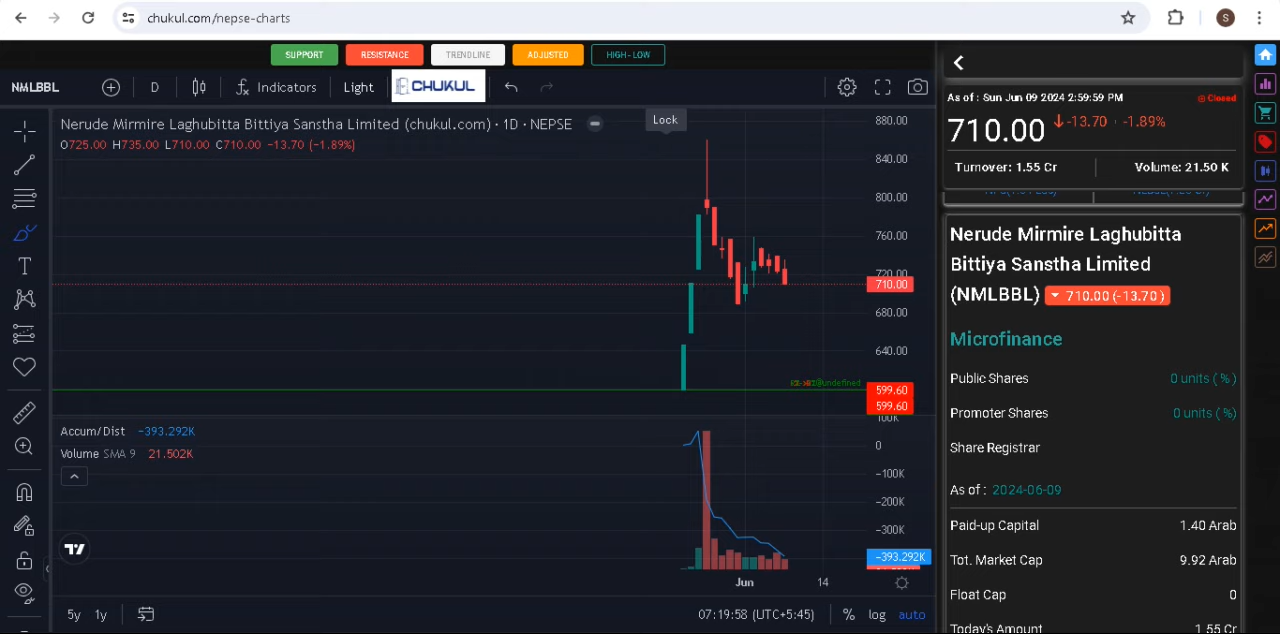 chukul.com/nepse-charts
S
SUPPORT RESISTANCE TRENDLINE ADJUSTED HIGH-LOW
NMLBBL D Indicators Light CHUKUL
Nerude Mirmire Laghubitta Bittiya Sanstha Limited (chukul.com) · 1D · NEPSE
Lock
O725.00 H735.00 L710.00 C710.00 -13.70 (-1.89%)
880.00
840.00
800.00
760.00
720.00
710.00
680.00
640.00
@undefined
599.60
599.60
Accum/Dist -393.292K
Volume SMA 9 21.502K
100K
0
-100K
-200K
-300K
-393.292K
Jun 14
5y 1y 07:19:58 (UTC+5:45) % log auto
As of : Sun Jun 09 2024 2:59:59 PM Closed
710.00 -13.70 -1.89%
Turnover: 1.55 Cr Volume: 21.50 K
Nerude Mirmire Laghubitta
Bittiya Sanstha Limited
(NMLBBL) 710.00 (-13.70 )
Microfinance
Public Shares 0 units ( %)
Promoter Shares 0 units ( %)
Share Registrar
As of : 2024-06-09
Paid-up Capital 1.40 Arab
Tot. Market Cap 9.92 Arab
Float Cap 0
Today's Amount 1.55 Cr